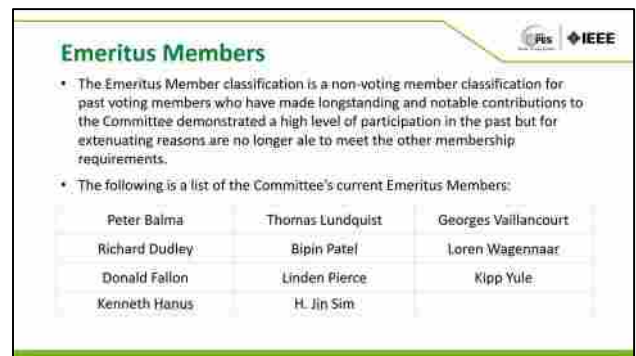 PES IEEE
Emeritus Members
• The Emeritus Member classification is a non-voting member classification for
past voting members who have made longstanding and notable contributions to
the Committee demonstrated a high level of participation in the past but for
extenuating reasons are no longer ale to meet the other membership
requirements.
• The following is a list of the Committee's current Emeritus Members:
Peter Balma Thomas Lundquist Georges Vaillancourt
Richard Dudley Bipin Patel Loren Wagennaar
Donald Fallon Linden Pierce Kipp Yule
Kenneth Hanus H. Jin Sim